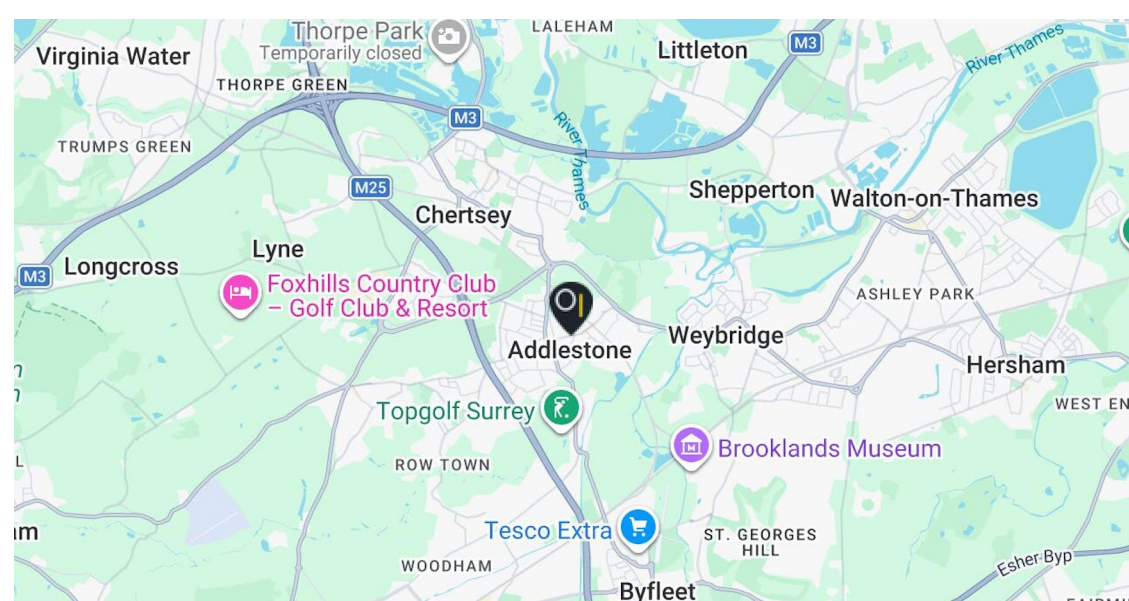 Thorpe Park
Temporarily closed
LALEHAM
Virginia Water
Littleton
M3
River Thames
THORPE GREEN
M3
River Thames
TRUMPS GREEN
M25
Shepperton
Walton-on-Thames
Chertsey
Lyne
M3
Longcross
Foxhills Country Club
– Golf Club & Resort
ASHLEY PARK
Addlestone
Weybridge
Hersham
Topgolf Surrey
WEST EN
ROW TOWN
Brooklands Museum
am
Tesco Extra
ST. GEORGES
HILL
WOODHAM
Esher Byp
Byfleet